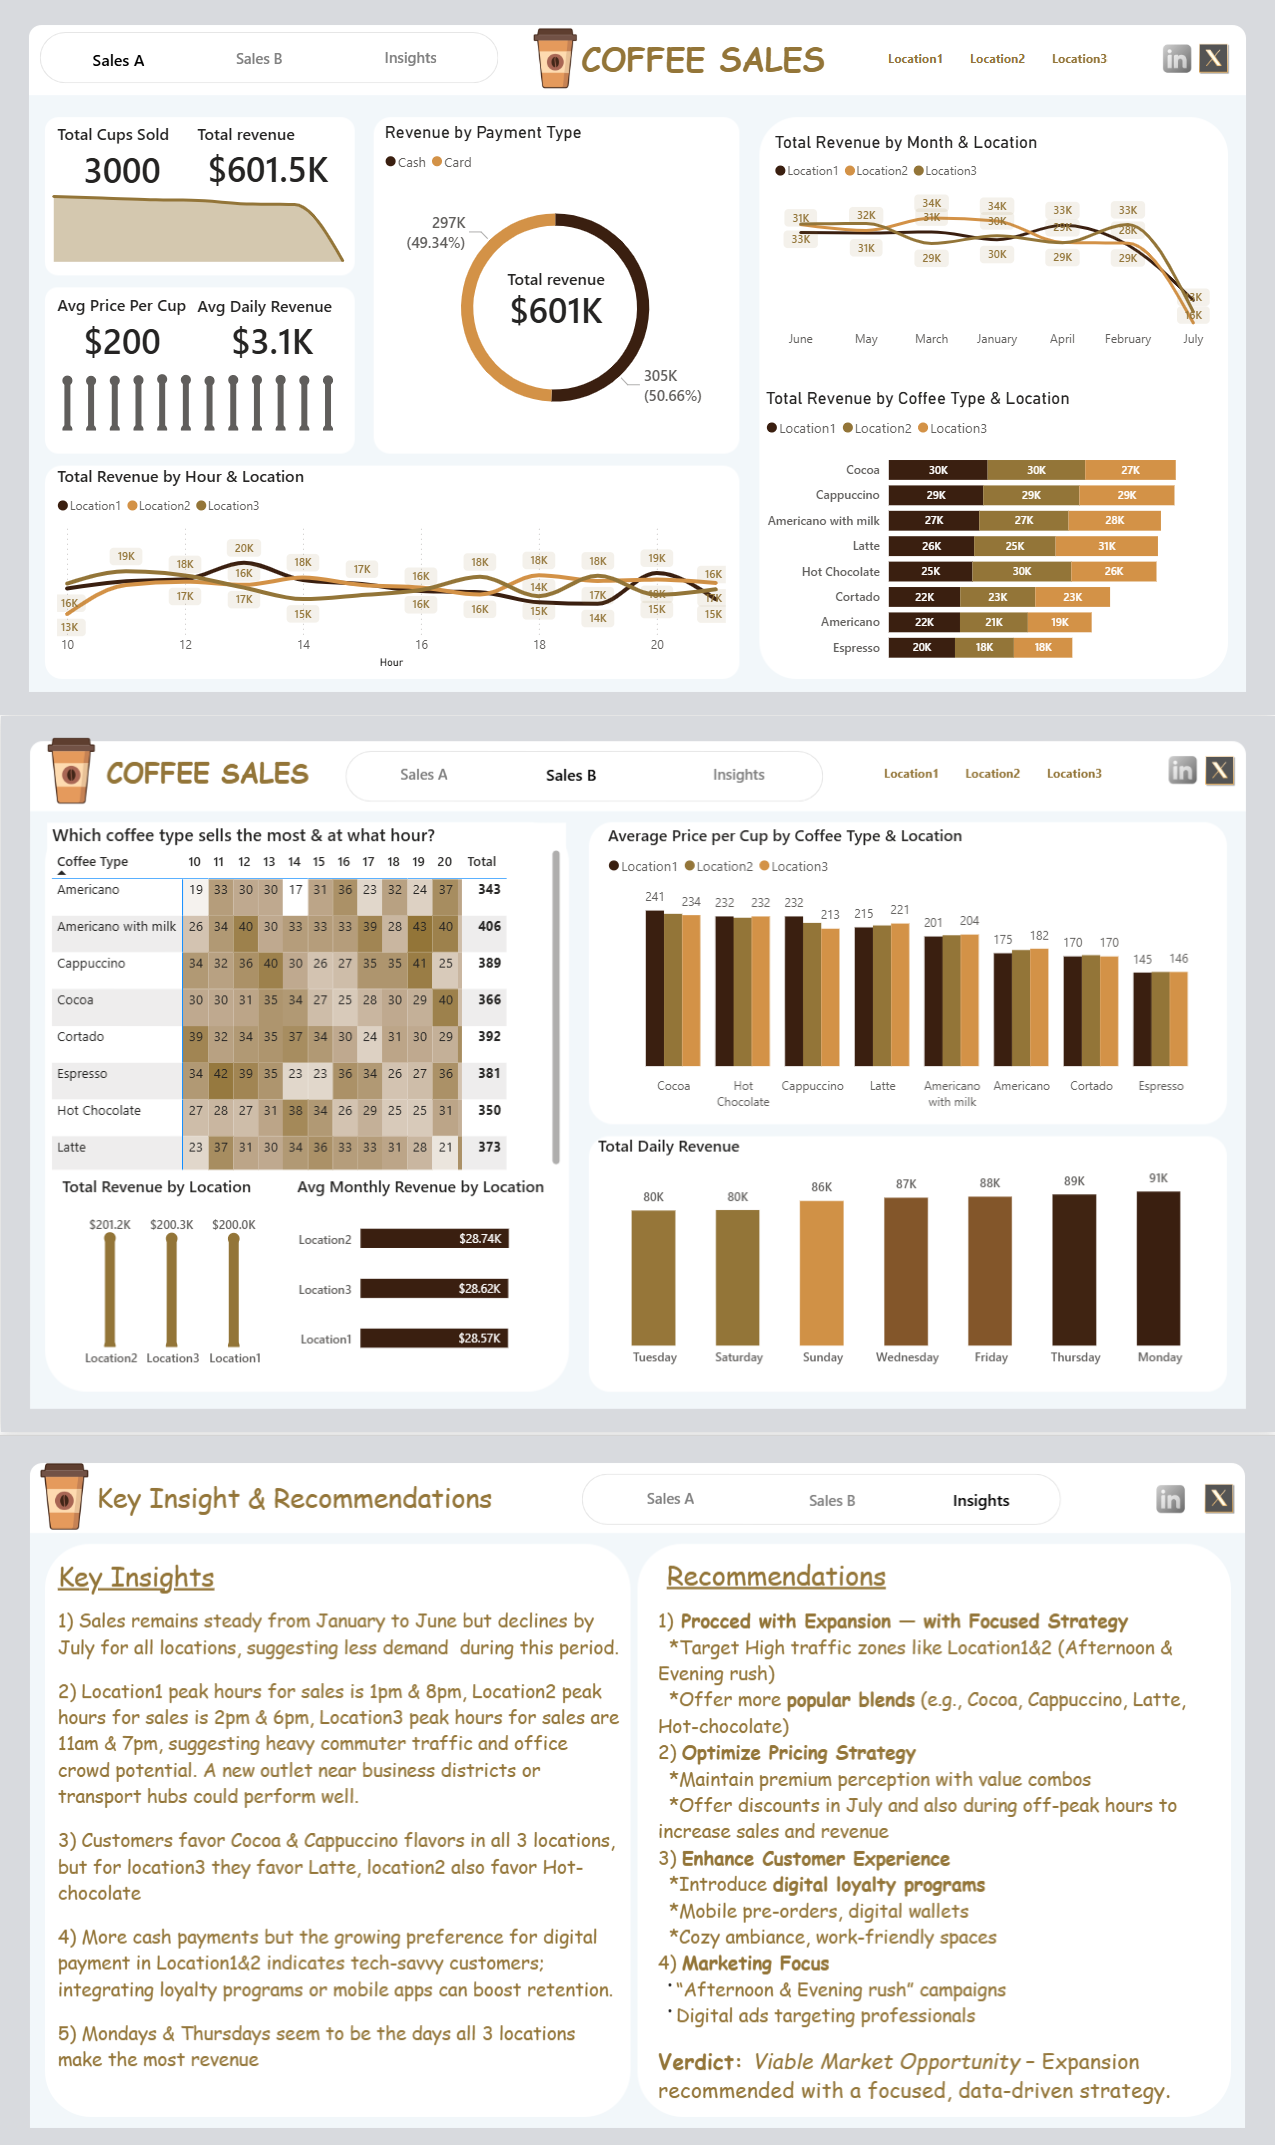 Sales A
Sales B
Insights
COFFEE SALES
Location1
Location2
Location3
in
X
Total Cups Sold
3000
Total revenue
$601.5K
Avg Price Per Cup
$200
Avg Daily Revenue
$3.1K
Revenue by Payment Type
Cash Card
297K
(49.34%)
Total revenue
$601K
305K
(50.66%)
Total Revenue by Month & Location
Location1 Location2 Location3
34K 34K 33K 33K
31K 32K 31K 30K 29K 28K
33K 31K 29K 30K 29K 29K
June May March January April February July
Total Revenue by Coffee Type & Location
Location1 Location2 Location3
Cocoa 30K 30K 27K
Cappuccino 29K 29K 29K
Americano with milk 27K 27K 28K
Latte 26K 25K 31K
Hot Chocolate 25K 30K 26K
Cortado 22K 23K 23K
Americano 22K 21K 19K
Espresso 20K 18K 18K
Total Revenue by Hour & Location
Location1 Location2 Location3
19K 18K 20K 18K 17K 16K 18K 18K 18K 19K 16K
16K 17K 16K 14K 17K
13K 17K 15K 16K 16K 15K 14K 15K 15K
10 12 14 16 18 20
Hour
COFFEE SALES
Sales A
Sales B
Insights
Location1
Location2
Location3
in
X
Which coffee type sells the most & at what hour?
Coffee Type 10 11 12 13 14 15 16 17 18 19 20 Total
Americano 19 33 30 30 17 31 36 23 32 24 37 343
Americano with milk 26 34 40 30 33 33 33 39 28 43 40 406
Cappuccino 34 32 36 40 30 26 27 35 35 41 25 389
Cocoa 30 30 31 35 34 27 25 28 30 29 40 366
Cortado 39 32 34 35 37 34 30 24 31 30 29 392
Espresso 34 42 39 35 23 23 36 34 26 27 36 381
Hot Chocolate 27 28 27 31 38 34 26 29 25 25 31 350
Latte 23 37 31 30 34 36 33 33 31 28 21 373
Total Revenue by Location
$201.2K $200.3K $200.0K
Location2 Location3 Location1
Avg Monthly Revenue by Location
Location2 $28.74K
Location3 $28.62K
Location1 $28.57K
Average Price per Cup by Coffee Type & Location
Location1 Location2 Location3
241 234 232 232 232 213 215 221 201 204 175 182 170 170 145 146
Cocoa Hot Cappuccino Latte Americano Americano Cortado Espresso
Chocolate with milk
Total Daily Revenue
80K 80K 86K 87K 88K 89K 91K
Tuesday Saturday Sunday Wednesday Friday Thursday Monday
Key Insight & Recommendations
Sales A
Sales B
Insights
in
X
Key Insights
1) Sales remains steady from January to June but declines by
July for all locations, suggesting less demand during this period.
2) Location1 peak hours for sales is 1pm & 8pm, Location2 peak
hours for sales is 2pm & 6pm, Location3 peak hours for sales are
11am & 7pm, suggesting heavy commuter traffic and office
crowd potential. A new outlet near business districts or
transport hubs could perform well.
3) Customers favor Cocoa & Cappuccino flavors in all 3 locations,
but for location3 they favor Latte, location2 also favor Hot-
chocolate
4) More cash payments but the growing preference for digital
payment in Location1&2 indicates tech-savvy customers;
integrating loyalty programs or mobile apps can boost retention.
5) Mondays & Thursdays seem to be the days all 3 locations
make the most revenue
Recommendations
1) Procced with Expansion — with Focused Strategy
*Target High traffic zones like Location1&2 (Afternoon &
Evening rush)
*Offer more popular blends (e.g., Cocoa, Cappuccino, Latte,
Hot-chocolate)
2) Optimize Pricing Strategy
*Maintain premium perception with value combos
*Offer discounts in July and also during off-peak hours to
increase sales and revenue
3) Enhance Customer Experience
*Introduce digital loyalty programs
*Mobile pre-orders, digital wallets
*Cozy ambiance, work-friendly spaces
4) Marketing Focus
· “Afternoon & Evening rush” campaigns
· Digital ads targeting professionals
Verdict: Viable Market Opportunity – Expansion
recommended with a focused, data-driven strategy.